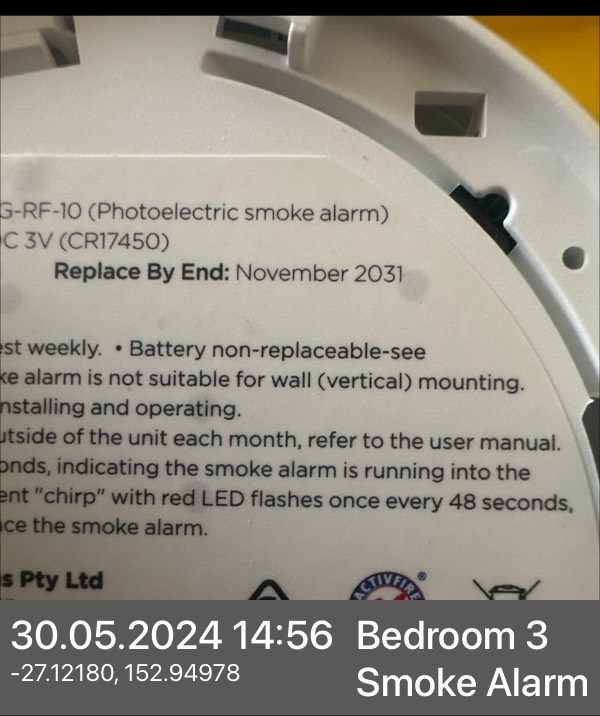 G-RF-10 (Photoelectric smoke alarm)
DC 3V (CR17450)
Replace By End: November 2031
est weekly. • Battery non-replaceable-see
ke alarm is not suitable for wall (vertical) mounting.
nstalling and operating.
utside of the unit each month, refer to the user manual.
onds, indicating the smoke alarm is running into the
ent "chirp" with red LED flashes once every 48 seconds,
ace the smoke alarm.
s Pty Ltd
ACTIVFIRE®
30.05.2024 14:56
-27.12180, 152.94978
Bedroom 3
Smoke Alarm